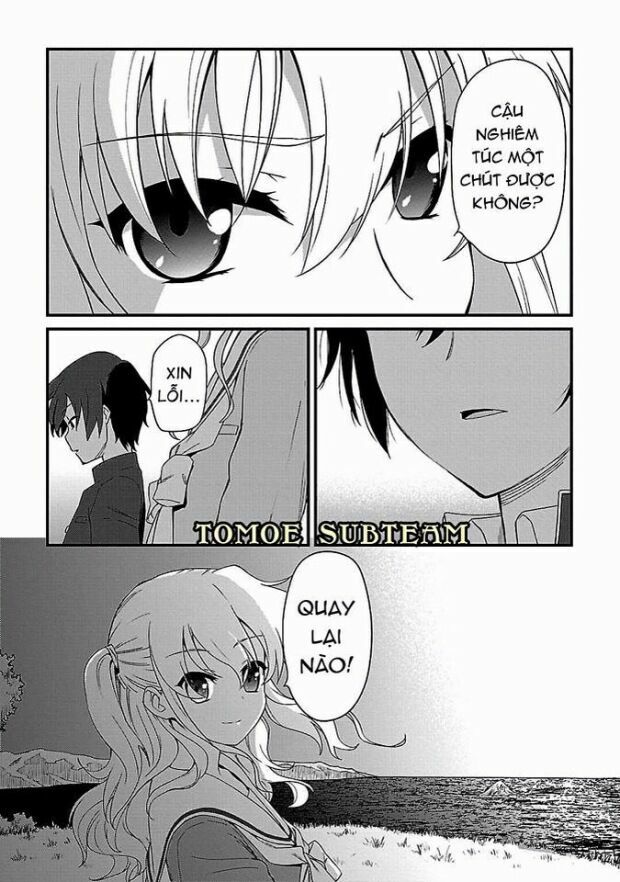 CẬU
NGHIÊM
TÚC MỘT
CHÚT ĐƯỢC
KHÔNG?
XIN
LỖI...
TOMOE SUBTEAM
QUAY
LẠI
NÀO!